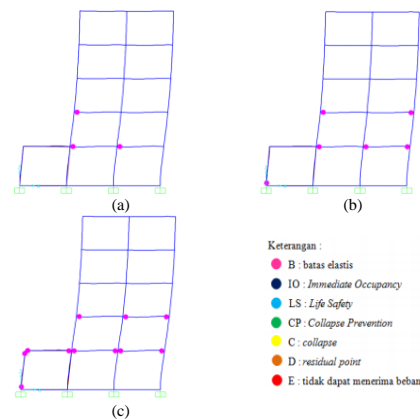 (a)
(b)
(c)
Keterangan :
B : batas elastis
IO : Immediate Occupancy
LS : Life Safety
CP : Collapse Prevention
C : collapse
D : residual point
E : tidak dapat menerima beban